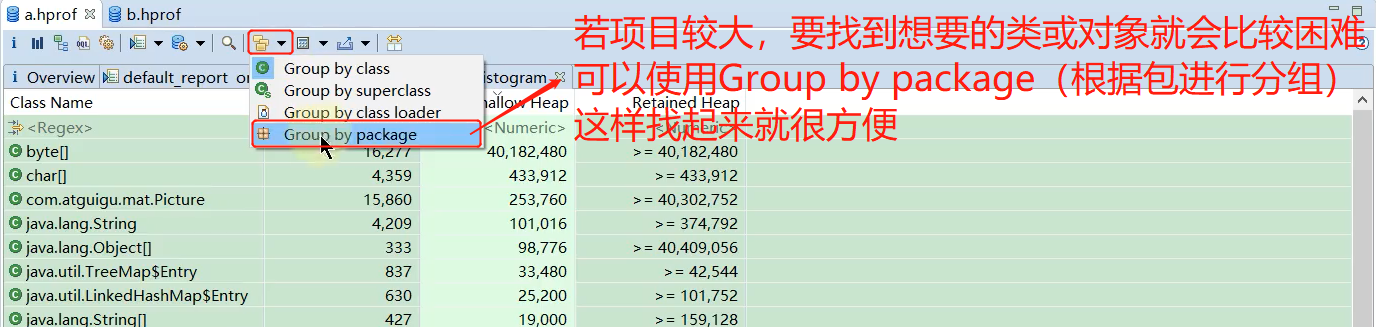 a.hprof b.hprof
若项目较大，要找到想要的类或对象就会比较困难
可以使用Group by package（根据包进行分组）
这样找起来就很方便
i OQL
2
i Overview default_report_or istogram
Group by class
Group by superclass
Group by class loader
Group by package
Class Name hallow Heap Retained Heap
<Regex> <Numeric> <Numeric>
byte[] 16,277 40,182,480 >= 40,182,480
char[] 4,359 433,912 >= 433,912
com.atguigu.mat.Picture 15,860 253,760 >= 40,302,752
java.lang.String 4,209 101,016 >= 374,792
java.lang.Object[] 333 98,776 >= 40,409,056
java.util.TreeMap$Entry 837 33,480 >= 42,544
java.util.LinkedHashMap$Entry 630 25,200 >= 101,752
java.lang.String[] 427 19,000 >= 159,128